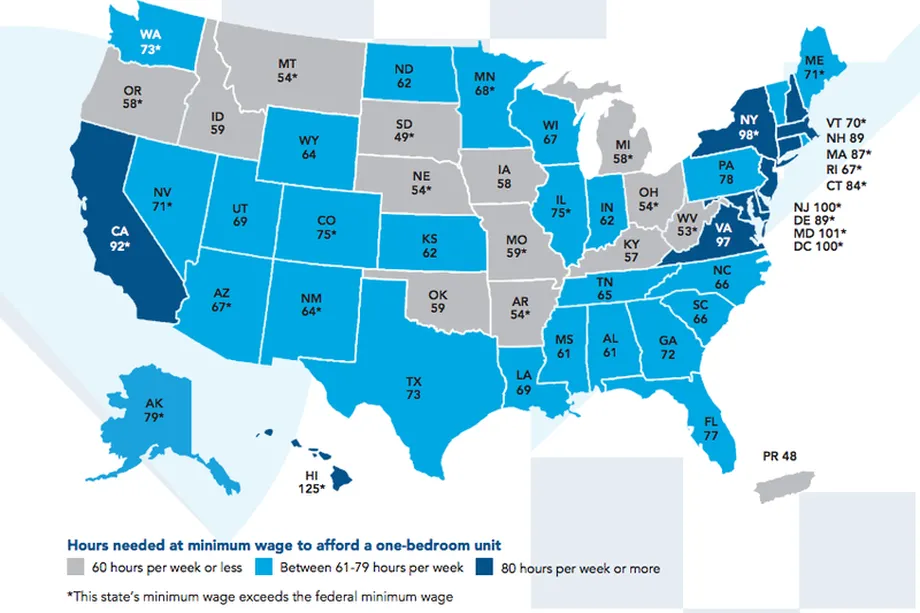 WA
73*
MT
54*
ND
62
MN
68*
ME
71*
OR
58*
ID
59
WY
64
SD
49*
WI
67
MI
58*
NY
98*
VT 70*
NH 89
MA 87*
RI 67*
CT 84*
NJ 100*
DE 89*
MD 101*
DC 100*
NV
71*
UT
69
CO
75*
NE
54*
IA
58
IL
75*
IN
62
OH
54*
PA
78
WV
53*
VA
97
CA
92*
KS
62
MO
59*
KY
57
AZ
67*
NM
64*
OK
59
AR
54*
TN
65
NC
66
SC
66
TX
73
LA
69
MS
61
AL
61
GA
72
FL
77
AK
79*
HI
125*
PR 48
Hours needed at minimum wage to afford a one-bedroom unit
60 hours per week or less
Between 61-79 hours per week
80 hours per week or more
*This state's minimum wage exceeds the federal minimum wage